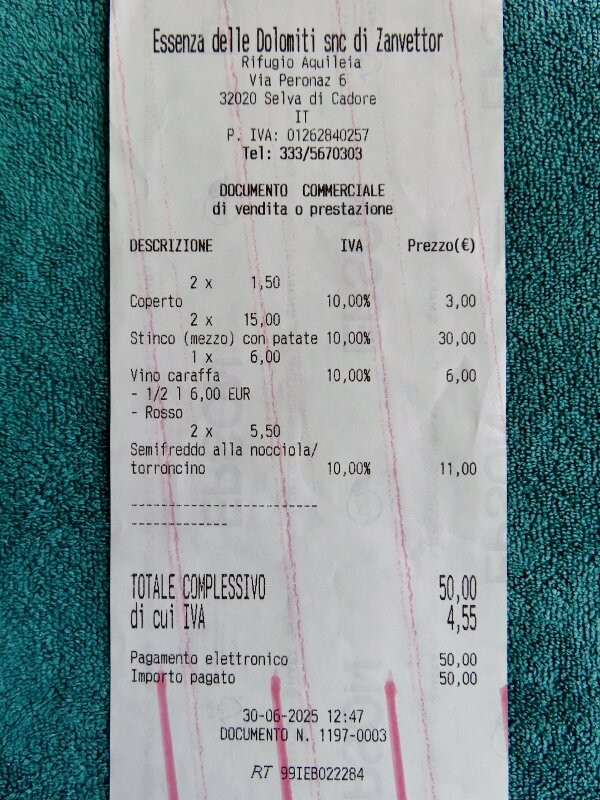 Essenza delle Dolomiti snc di Zanvettor
Rifugio Aquileia
Via Peronaz 6
32020 Selva di Cadore
IT
P. IVA: 01262840257
Tel: 333/5670303
DOCUMENTO COMMERCIALE
di vendita o prestazione
DESCRIZIONE IVA Prezzo(€)
2 x 1,50
Coperto 10,00% 3,00
2 x 15,00
Stinco (mezzo) con patate 10,00% 30,00
1 x 6,00
Vino caraffa 10,00% 6,00
- 1/2 l 6,00 EUR
- Rosso
2 x 5,50
Semifreddo alla nocciola/
torroncino 10,00% 11,00
-------------------------
-------------
TOTALE COMPLESSIVO 50,00
di cui IVA 4,55
Pagamento elettronico 50,00
Importo pagato 50,00
30-06-2025 12:47
DOCUMENTO N. 1197-0003
RT 99IEB022284